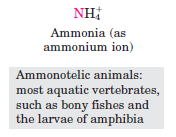 NH₄⁺
Ammonia (as
ammonium ion)
Ammonotelic animals:
most aquatic vertebrates,
such as bony fishes and
the larvae of amphibia